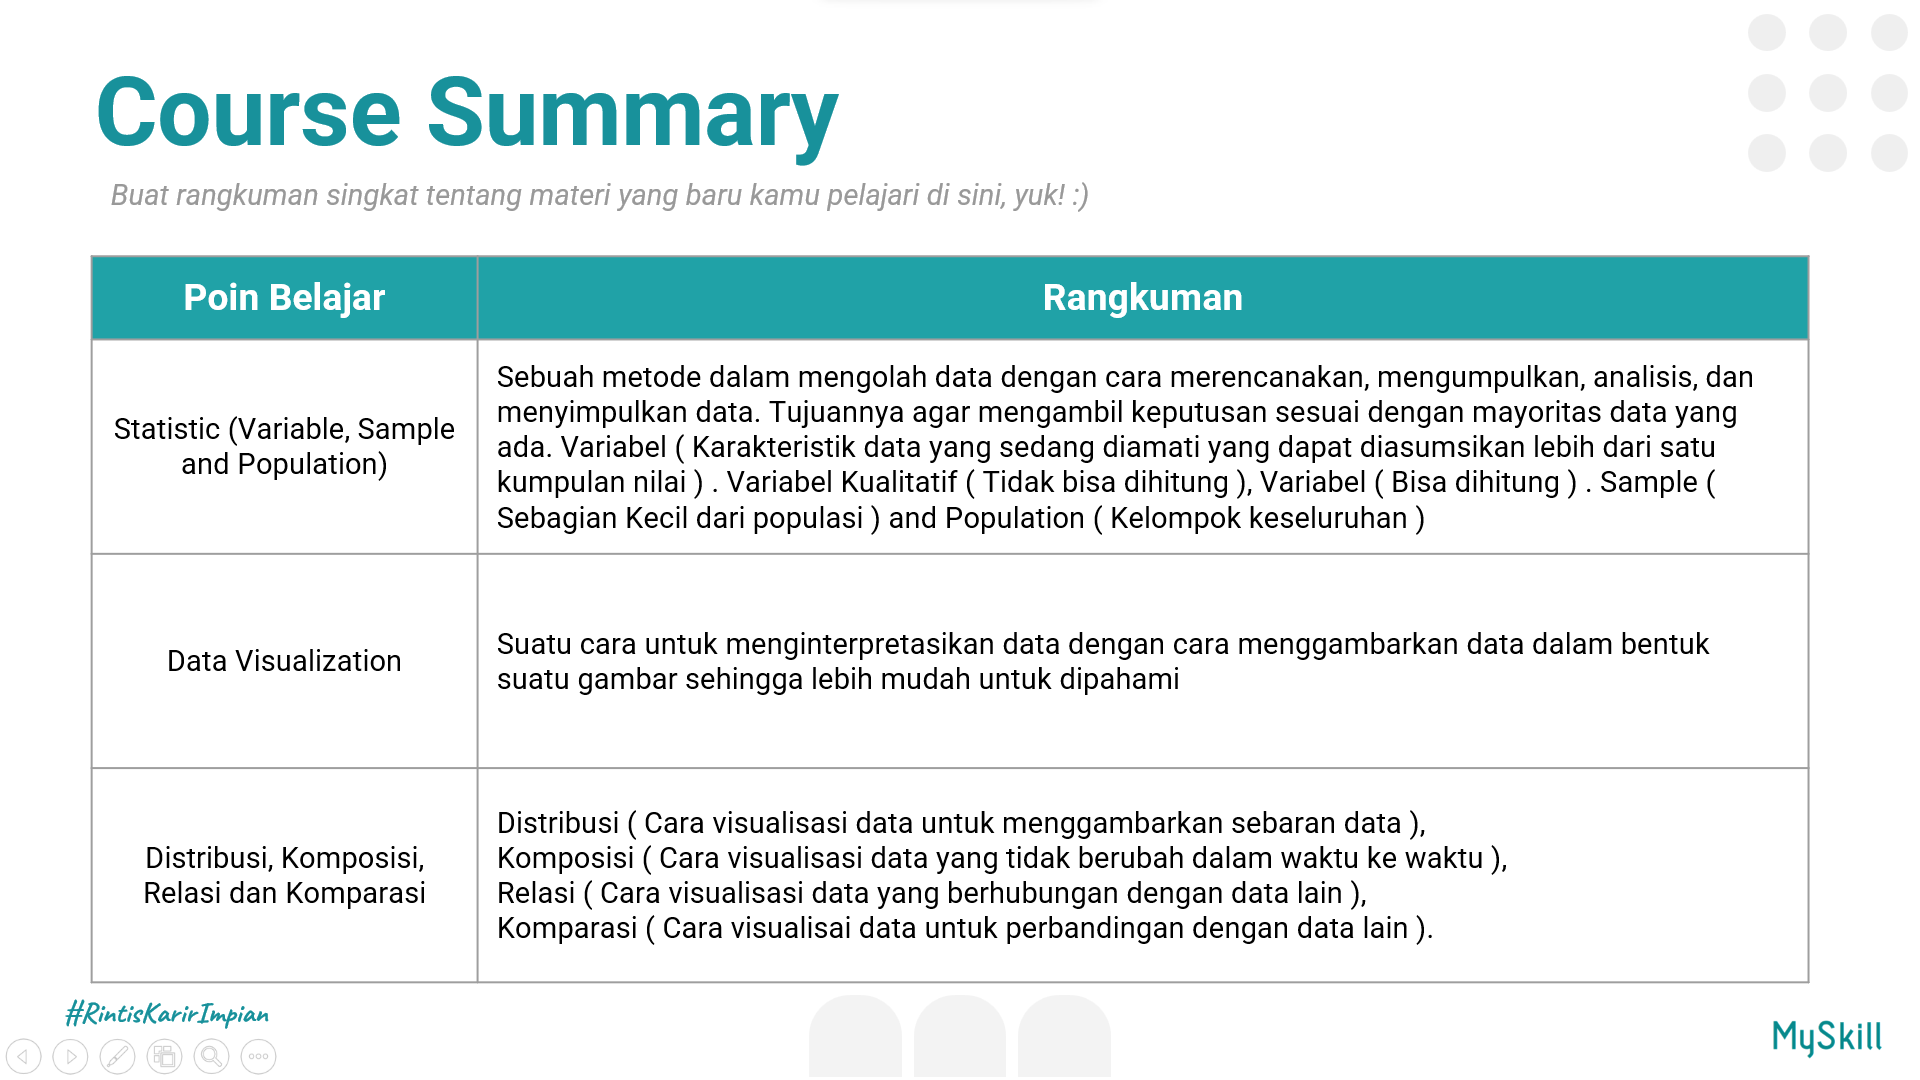 Course Summary
Buat rangkuman singkat tentang materi yang baru kamu pelajari di sini, yuk! :)
Poin Belajar
Rangkuman
Statistic (Variable, Sample
and Population)
Sebuah metode dalam mengolah data dengan cara merencanakan, mengumpulkan, analisis, dan
menyimpulkan data. Tujuannya agar mengambil keputusan sesuai dengan mayoritas data yang
ada. Variabel ( Karakteristik data yang sedang diamati yang dapat diasumsikan lebih dari satu
kumpulan nilai ) . Variabel Kualitatif ( Tidak bisa dihitung ), Variabel ( Bisa dihitung ) . Sample (
Sebagian Kecil dari populasi ) and Population ( Kelompok keseluruhan )
Data Visualization
Suatu cara untuk menginterpretasikan data dengan cara menggambarkan data dalam bentuk
suatu gambar sehingga lebih mudah untuk dipahami
Distribusi, Komposisi,
Relasi dan Komparasi
Distribusi ( Cara visualisasi data untuk menggambarkan sebaran data ),
Komposisi ( Cara visualisasi data yang tidak berubah dalam waktu ke waktu ),
Relasi ( Cara visualisasi data yang berhubungan dengan data lain ),
Komparasi ( Cara visualisai data untuk perbandingan dengan data lain ).
#RintisKarirImpian
MySkill